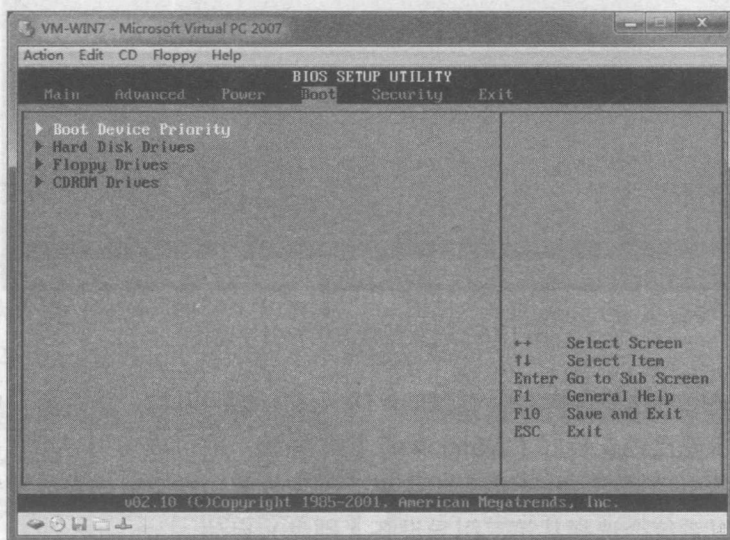 VM-WIN7 - Microsoft Virtual PC 2007
Action Edit CD Floppy Help
BIOS SETUP UTILITY
Main Advanced Power Boot Security Exit
Boot Device Priority
Hard Disk Drives
Floppy Drives
CDROM Drives
↔ Select Screen
↑↓ Select Item
Enter Go to Sub Screen
F1 General Help
F10 Save and Exit
ESC Exit
v02.10 (C)Copyright 1985-2001, American Megatrends, Inc.